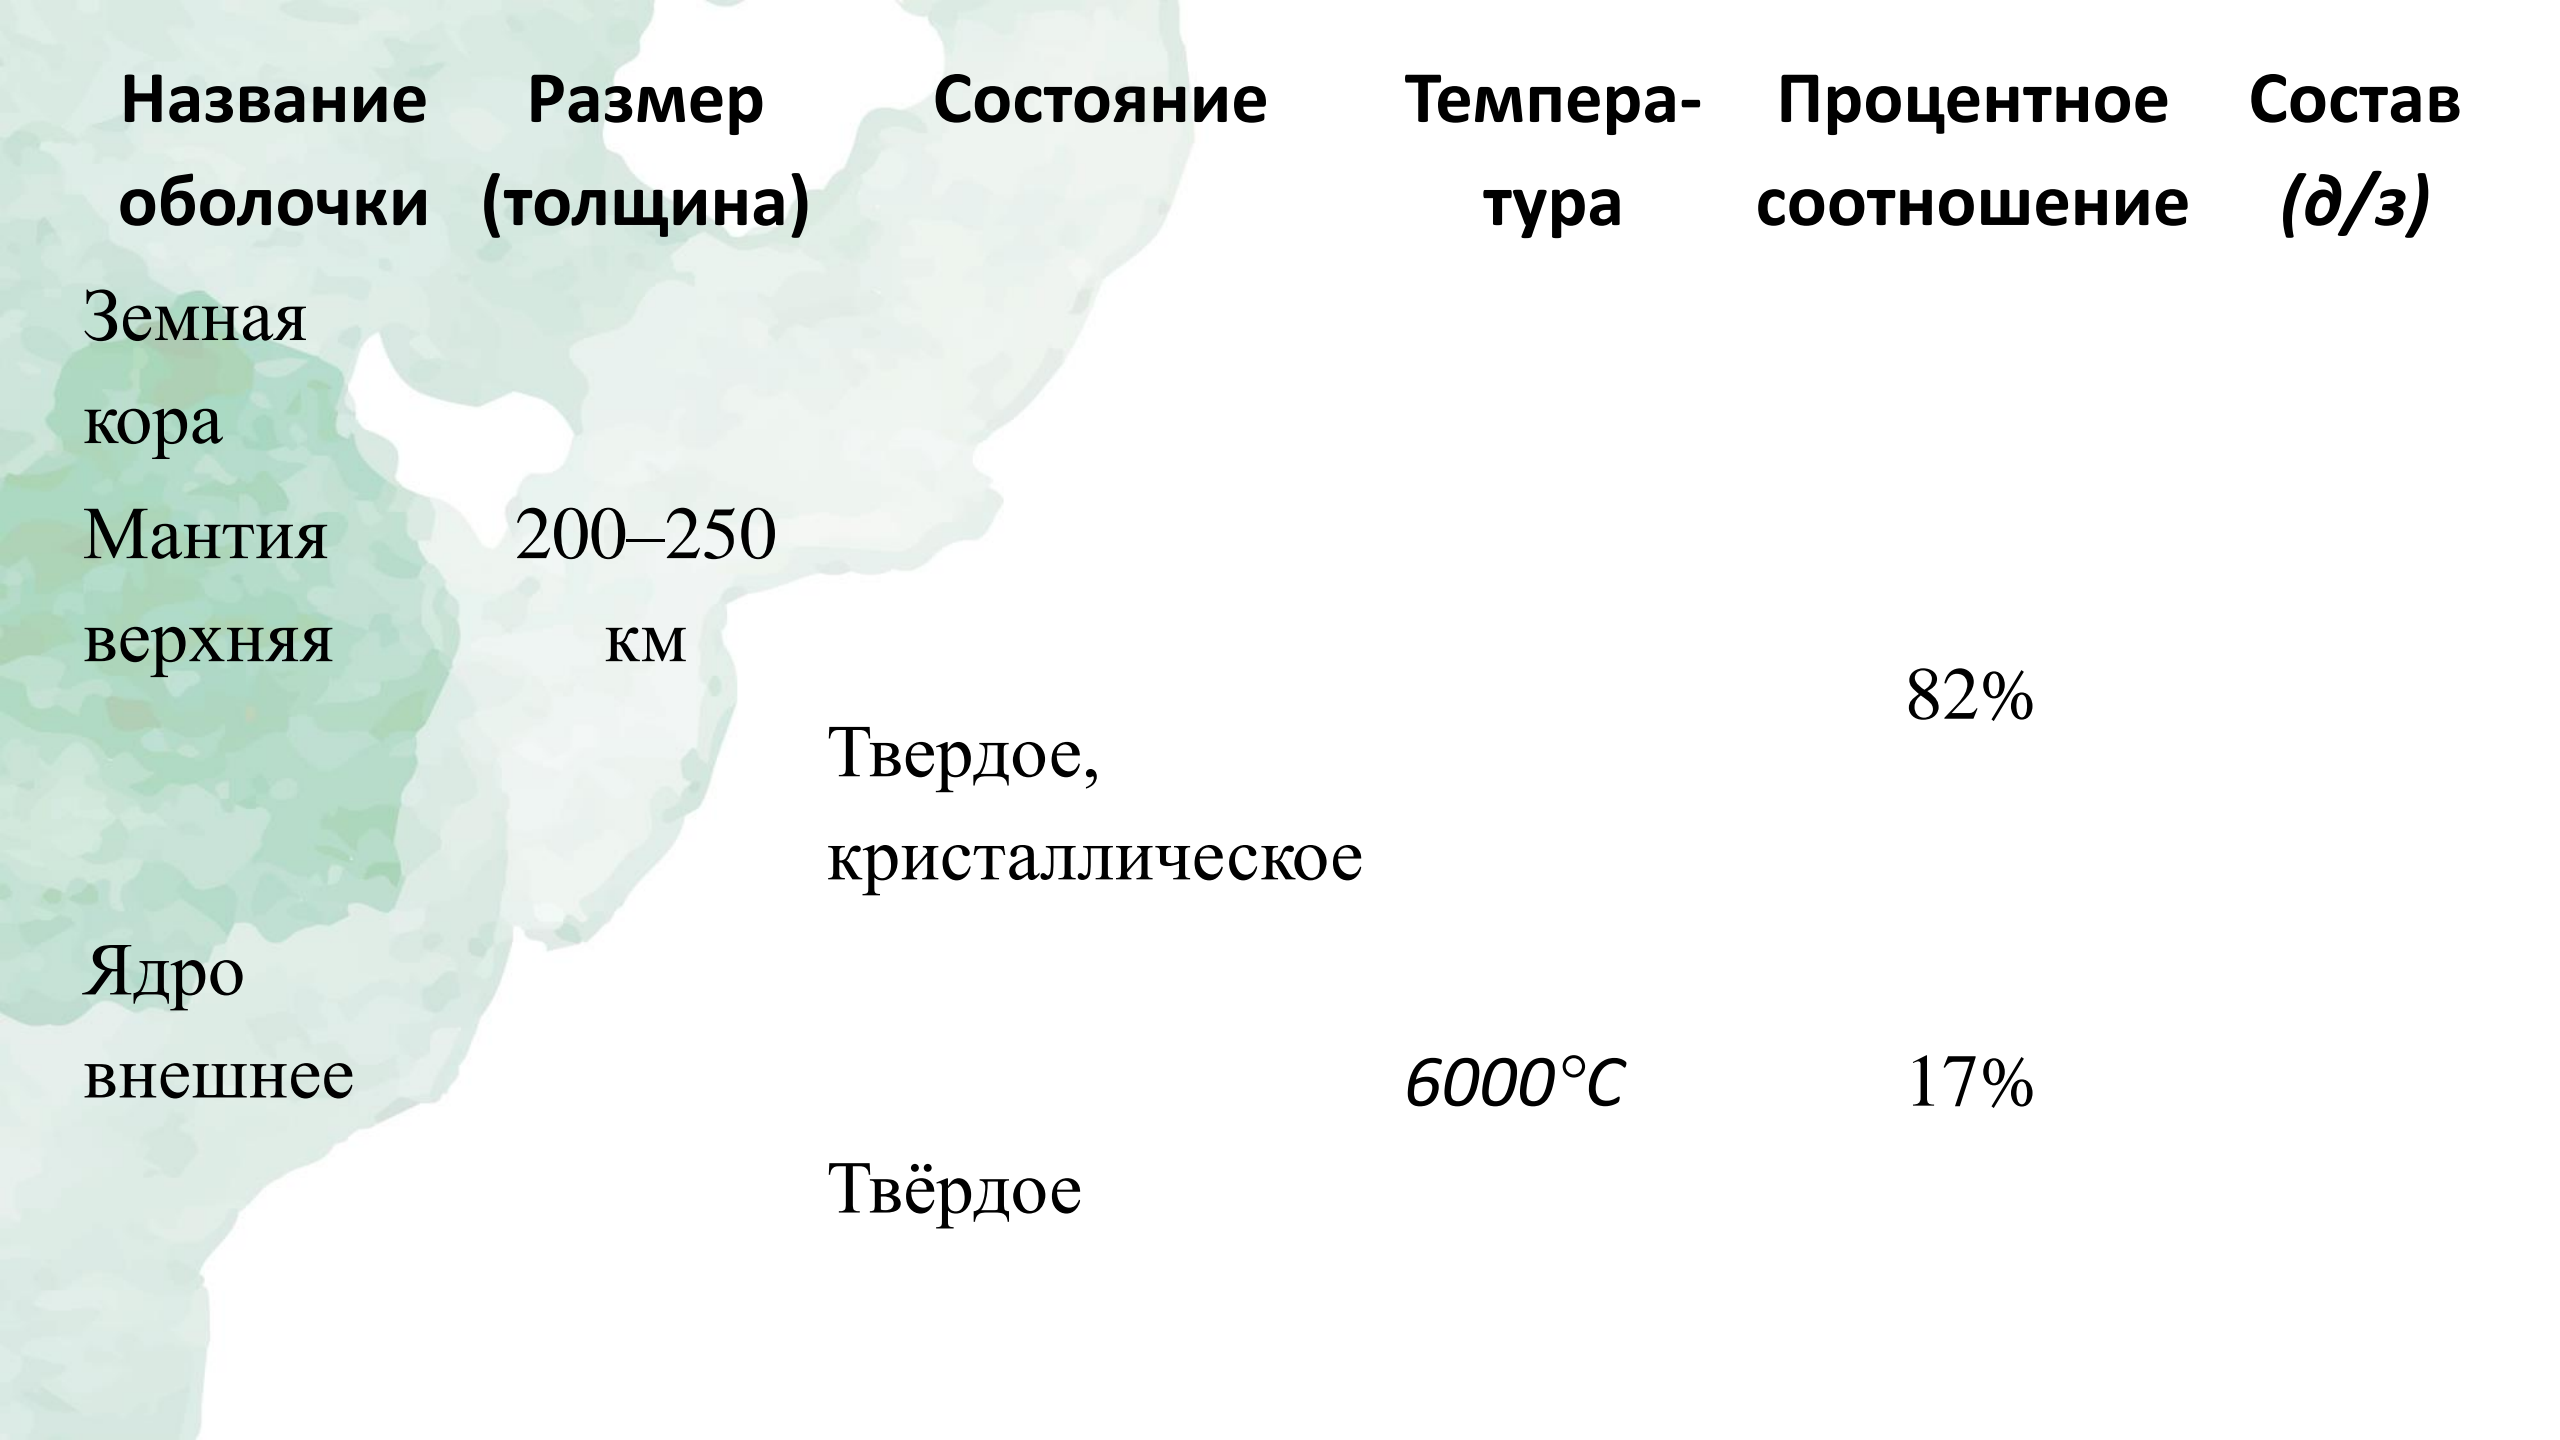 Название оболочки
Размер (толщина)
Состояние
Темпера-тура
Процентное соотношение
Состав (д/з)
Земная
кора
Мантия
верхняя
200–250
км
82%
Твердое,
кристаллическое
Ядро
внешнее
6000°С
17%
Твёрдое